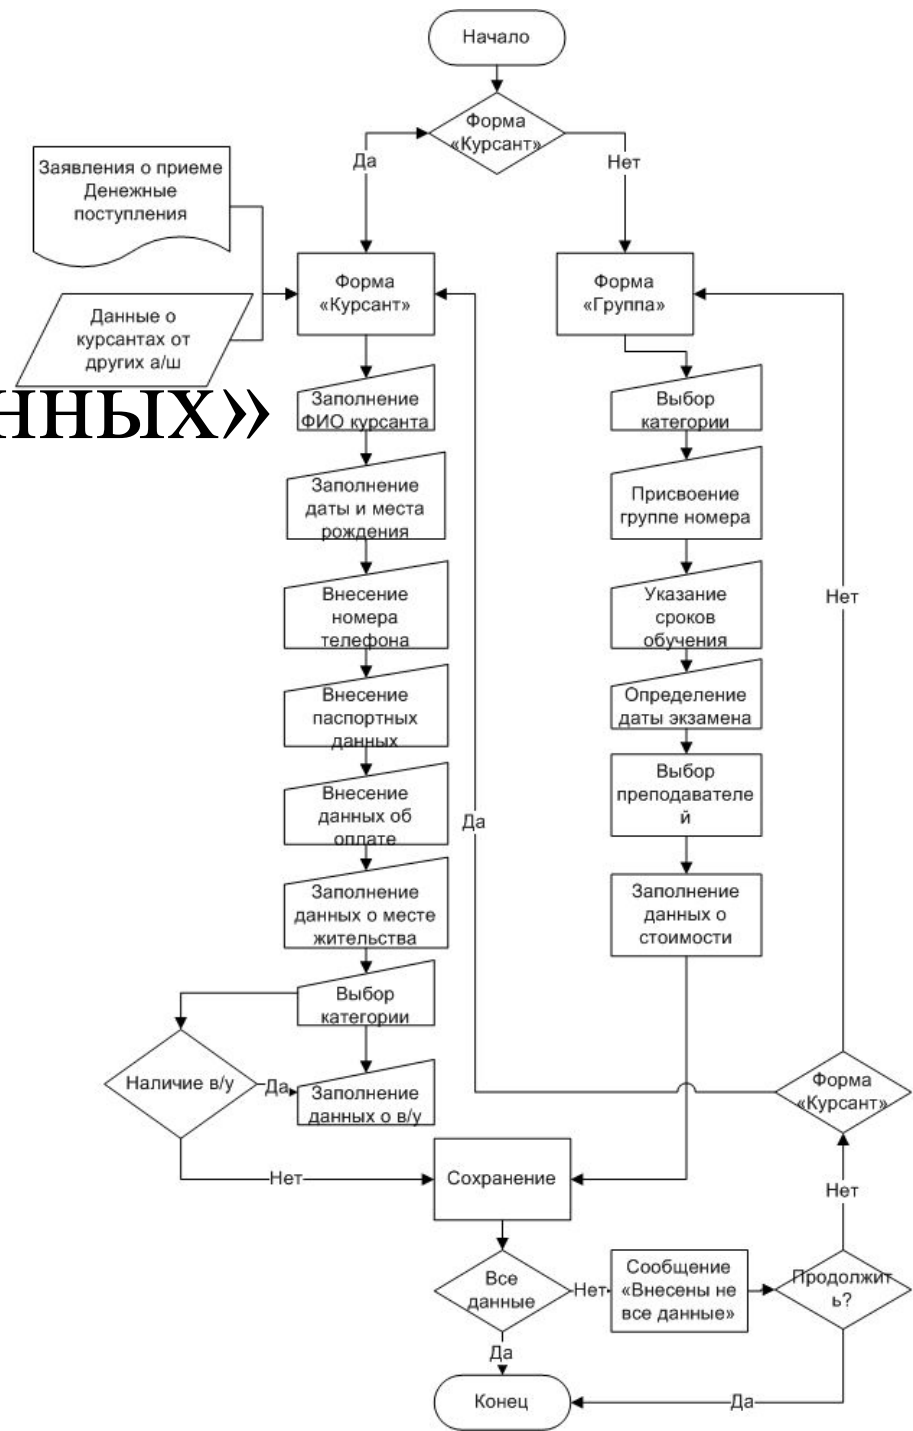 Начало
Форма
«Курсант»
Да
Нет
Заявления о приеме
Денежные
поступления
Данные о
курсантах от
других а/ш
нных»
Форма
«Курсант»
Заполнение
ФИО курсанта
Заполнение
даты и места
рождения
Внесение
номера
телефона
Внесение
паспортных
данных
Внесение
данных об
оплате
Заполнение
данных о месте
жительства
Выбор
категории
Наличие в/у
Да
Заполнение
данных о в/у
Нет
Форма
«Группа»
Выбор
категории
Присвоение
группе номера
Указание
сроков
обучения
Определение
даты экзамена
Выбор
преподавателе
й
Заполнение
данных о
стоимости
Да
Нет
Форма
«Курсант»
Сохранение
Нет
Все
данные
Нет
Сообщение
«Внесены не
все данные»
Продолжит
ь?
Да
Конец
Да